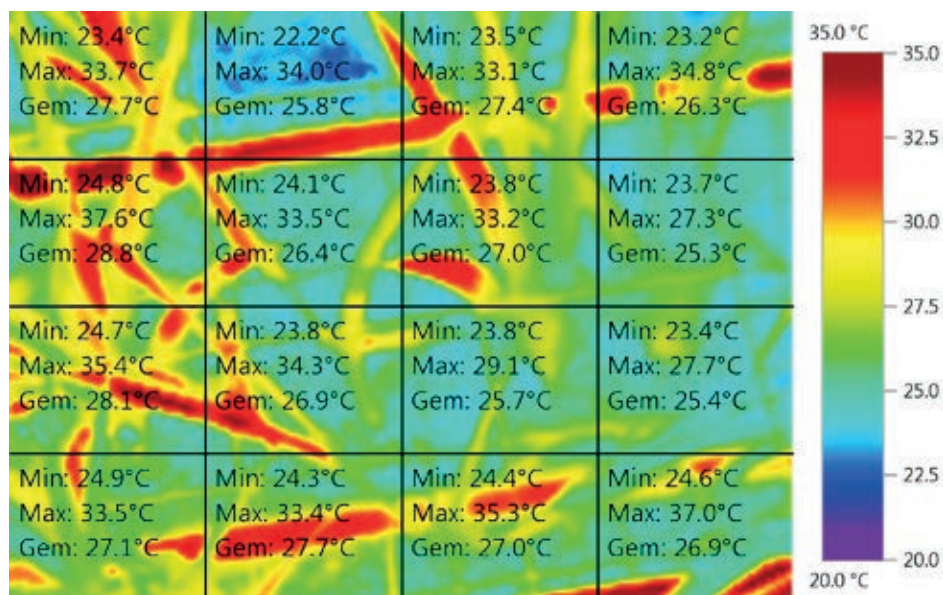 Min: 23.4°C
Max: 33.7°C
Gem: 27.7°C
Min: 22.2°C
Max: 34.0°C
Gem: 25.8°C
Min: 23.5°C
Max: 33.1°C
Gem: 27.4°C
Min: 23.2°C
Max: 34.8°C
Gem: 26.3°C
Min: 24.8°C
Max: 37.6°C
Gem: 28.8°C
Min: 24.1°C
Max: 33.5°C
Gem: 26.4°C
Min: 23.8°C
Max: 33.2°C
Gem: 27.0°C
Min: 23.7°C
Max: 27.3°C
Gem: 25.3°C
Min: 24.7°C
Max: 35.4°C
Gem: 28.1°C
Min: 23.8°C
Max: 34.3°C
Gem: 26.9°C
Min: 23.8°C
Max: 29.1°C
Gem: 25.7°C
Min: 23.4°C
Max: 27.7°C
Gem: 25.4°C
Min: 24.9°C
Max: 33.5°C
Gem: 27.1°C
Min: 24.3°C
Max: 33.4°C
Gem: 27.7°C
Min: 24.4°C
Max: 35.3°C
Gem: 27.0°C
Min: 24.6°C
Max: 37.0°C
Gem: 26.9°C
35.0 °C
35.0
32.5
30.0
27.5
25.0
22.5
20.0
20.0 °C